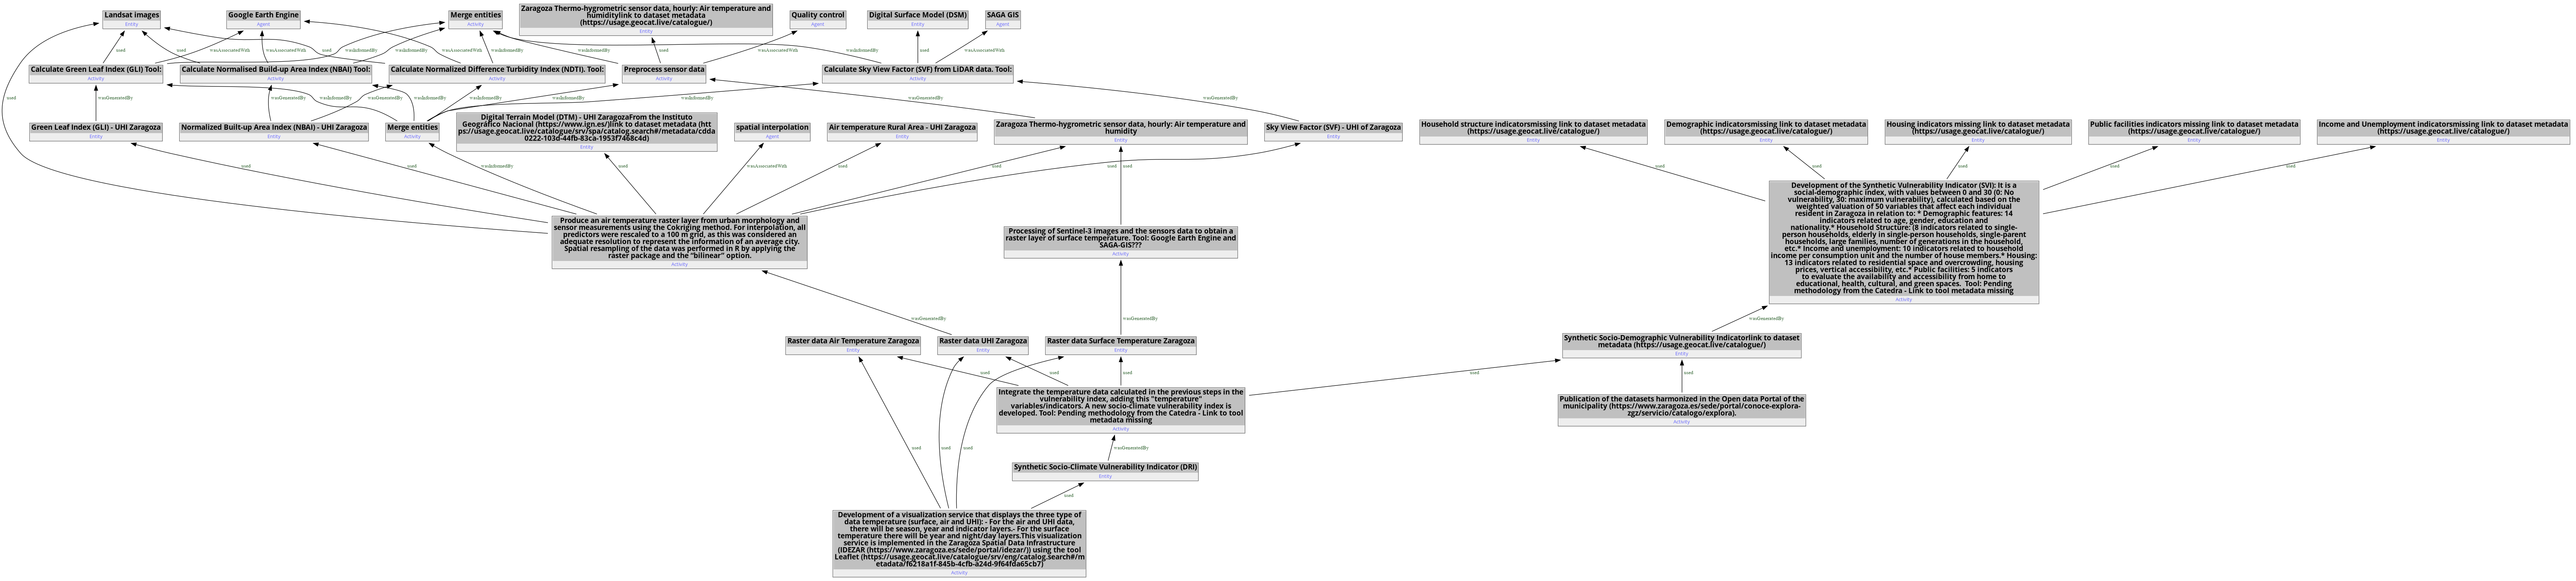 Landsat Images
Entity
Google Earth Engine
Agent
Merge entities
Activity
Zaragoza Thermo-hygrometric sensor data, hourly: Air temperature and
humiditylink to dataset metadata
(https://usage.geocat.live/catalogue/)
Entity
Quality control
Agent
Digital Surface Model (DSM)
Entity
SAGA GIS
Agent
used
wasAssociatedWith
used
wasAssociatedWith
used
wasInformedBy
wasInformedBy
wasAssociatedWith
wasInformedBy
used
wasAssociatedWith
wasInformedBy
used
wasAssociatedWith
Calculate Green Leaf Index (GLI) Tool:
Activity
Calculate Normalised Build-up Area Index (NBAI) Tool:
Activity
Calculate Normalized Difference Turbidity Index (NDTI). Tool:
Activity
Preprocess sensor data
Activity
Calculate Sky View Factor (SVF) from LiDAR data. Tool:
Activity
used
wasGeneratedBy
wasGeneratedBy
wasInformedBy
wasGeneratedBy
wasInformedBy
wasInformedBy
wasInformedBy
wasInformedBy
wasGeneratedBy
wasGeneratedBy
Green Leaf Index (GLI) - UHI Zaragoza
Entity
Normalized Built-up Area Index (NBAI) - UHI Zaragoza
Entity
Merge entities
Activity
Digital Terrain Model (DTM) - UHI ZaragozaFrom the Instituto
Geográfico Nacional (https://www.ign.es/)link to dataset metadata (htt
ps://usage.geocat.live/catalogue/srv/spa/catalog.search#/metadata/cdda
0222-103d-44fb-83ca-1953f7468c4d)
Entity
spatial interpolation
Agent
Air temperature Rural Area - UHI Zaragoza
Entity
Zaragoza Thermo-hygrometric sensor data, hourly: Air temperature and
humidity
Entity
Sky View Factor (SVF) - UHI of Zaragoza
Entity
Household structure indicatorsmissing link to dataset metadata
(https://usage.geocat.live/catalogue/)
Entity
Demographic indicatorsmissing link to dataset metadata
(https://usage.geocat.live/catalogue/)
Entity
Housing indicators missing link to dataset metadata
(https://usage.geocat.live/catalogue/)
Entity
Public facilities indicators missing link to dataset metadata
(https://usage.geocat.live/catalogue/)
Entity
Income and Unemployment indicatorsmissing link to dataset metadata
(https://usage.geocat.live/catalogue/)
Entity
used
used
wasInformedBy
used
wasAssociatedWith
used
used
used
used
used
used
used
used
used
Produce an air temperature raster layer from urban morphology and
sensor measurements using the Cokriging method. For interpolation, all
predictors were rescaled to a 100 m grid, as this was considered an
adequate resolution to represent the information of an average city.
Spatial resampling of the data was performed in R by applying the
raster package and the "bilinear" option.
Activity
Processing of Sentinel-3 images and the sensors data to obtain a
raster layer of surface temperature. Tool: Google Earth Engine and
SAGA-GIS???
Activity
Development of the Synthetic Vulnerability Indicator (SVI): It is a
social-demographic index, with values between 0 and 30 (0: No
vulnerability, 30: maximum vulnerability), calculated based on the
weighted valuation of 50 variables that affect each individual
resident in Zaragoza in relation to: * Demographic features: 14
indicators related to age, gender, education and
nationality.* Household Structure: (8 indicators related to single-
person households, elderly in single-person households, single-parent
households, large families, number of generations in the household,
etc.* Income and unemployment: 10 indicators related to household
income per consumption unit and the number of house members.* Housing:
13 indicators related to residential space and overcrowding, housing
prices, vertical accessibility, etc.* Public facilities: 5 indicators
to evaluate the availability and accessibility from home to
educational, health, cultural, and green spaces.  Tool: Pending
methodology from the Catedra - Link to tool metadata missing
Activity
wasGeneratedBy
wasGeneratedBy
wasGeneratedBy
Raster data Air Temperature Zaragoza
Entity
Raster data UHI Zaragoza
Entity
Raster data Surface Temperature Zaragoza
Entity
Synthetic Socio-Demographic Vulnerability Indicatorlink to dataset
metadata (https://usage.geocat.live/catalogue/)
Entity
used
used
used
used
used
Integrate the temperature data calculated in the previous steps in the
vulnerability index, adding this "temperature"
variables/indicators. A new socio-climate vulnerability index is
developed. Tool: Pending methodology from the Catedra - Link to tool
metadata missing
Activity
Publication of the datasets harmonized in the Open data Portal of the
municipality (https://www.zaragoza.es/sede/portal/conoce-explora-
zgz/servicio/catalogo/explora).
Activity
used
used
used
wasGeneratedBy
Synthetic Socio-Climate Vulnerability Indicator (DRI)
Entity
used
Development of a visualization service that displays the three type of
data temperature (surface, air and UHI): - For the air and UHI data,
there will be season, year and indicator layers.- For the surface
temperature there will be year and night/day layers.This visualization
service is implemented in the Zaragoza Spatial Data Infrastructure
(IDEZAR (https://www.zaragoza.es/sede/portal/idezar/)) using the tool
Leaflet (https://usage.geocat.live/catalogue/srv/eng/catalog.search#/m
etadata/f6218a1f-845b-4cfb-a24d-9f64fda65cb7)
Activity